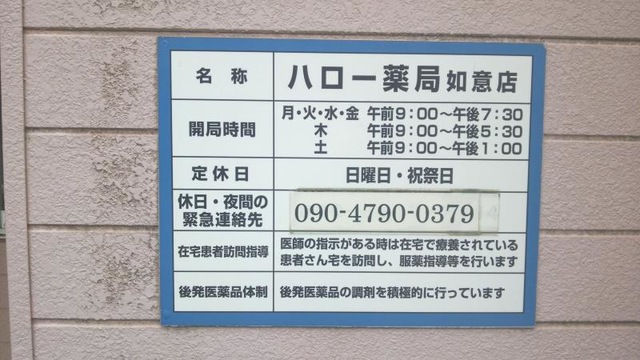 名称 ハロー薬局如意店
開局時間 月・火・水・金 午前9:00～午後7:30
木 午前9:00～午後5:30
土 午前9:00～午後1:00
定休日 日曜日・祝祭日
休日・夜間の
緊急連絡先 090-4790-0379
在宅患者訪問指導 医師の指示がある時は在宅で療養されている
患者さん宅を訪問し、服薬指導等を行います
後発医薬品体制 後発医薬品の調剤を積極的に行っています